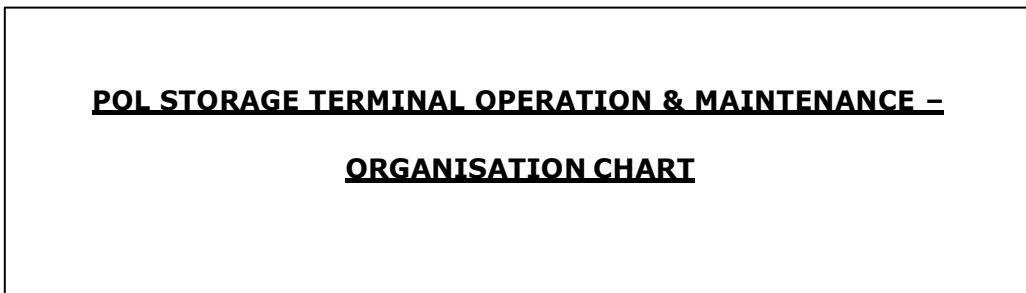 POL STORAGE TERMINAL OPERATION & MAINTENANCE –
ORGANISATION CHART